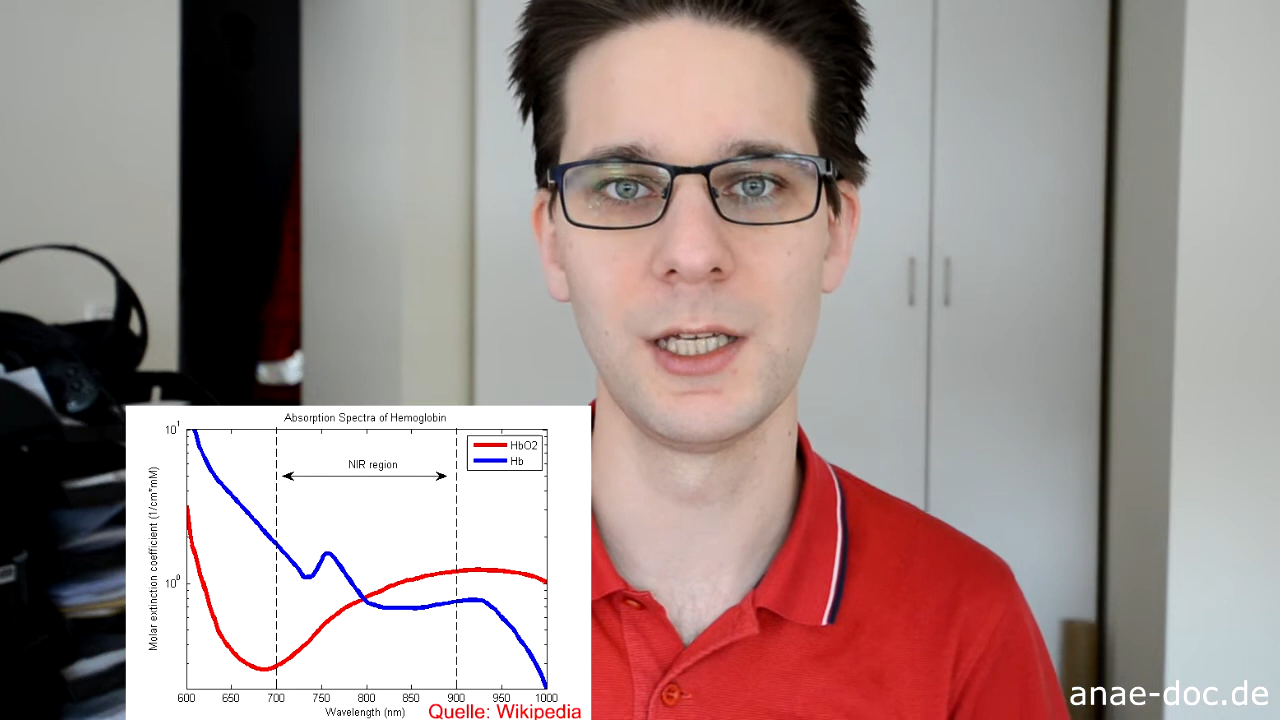 Absorption Spectra of Hemoglobin
10¹
HbO2
Hb
NIR region
Molar extinction coefficient (1/cm*mM)
10⁰
600 650 700 750 800 850 900 950 1000
Wavelength (nm)
Quelle: Wikipedia
anae-doc.de